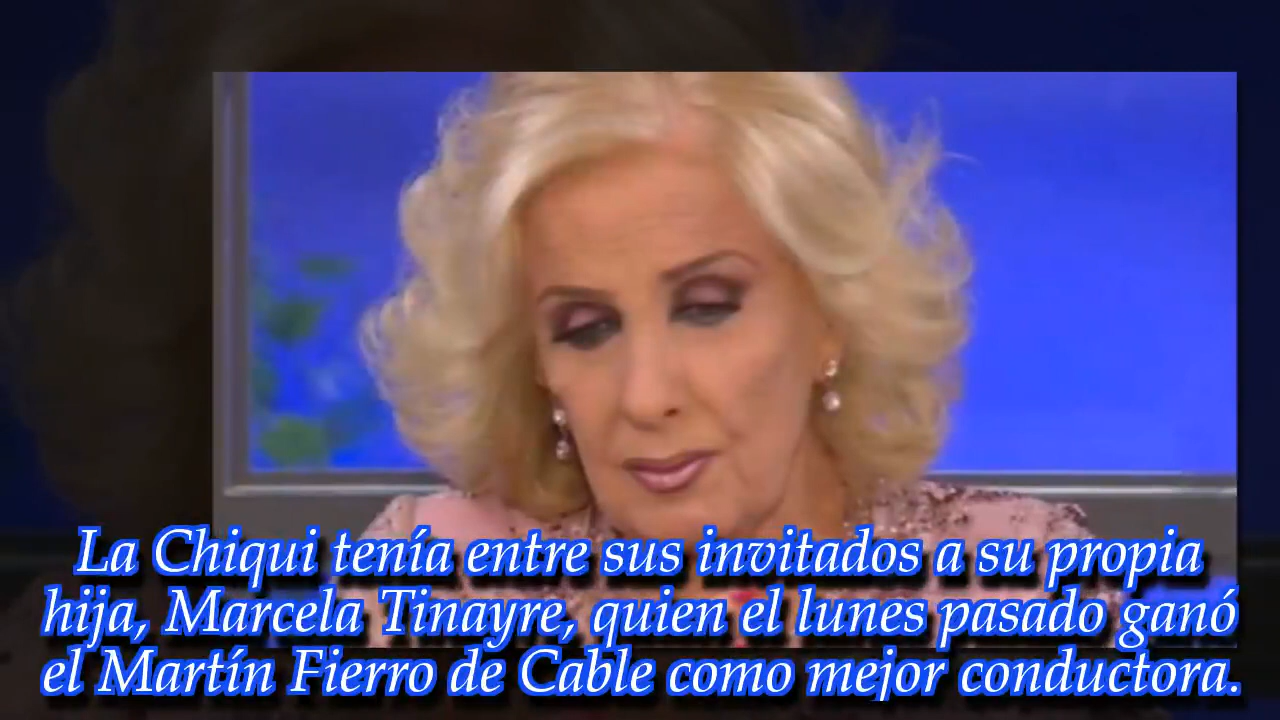 La Chiqui tenía entre sus invitados a su propia
hija, Marcela Tinayre, quien el lunes pasado ganó
el Martín Fierro de Cable como mejor conductora.